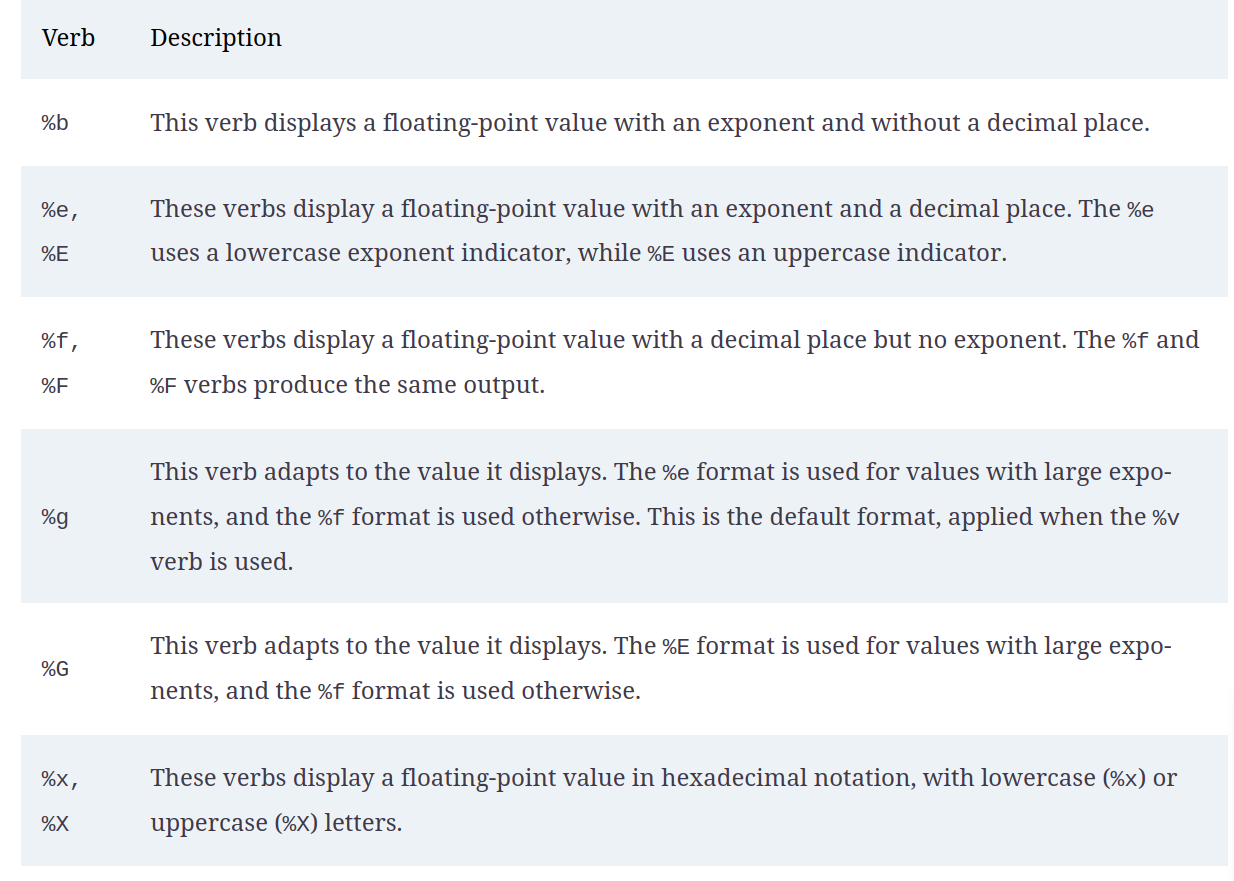 Verb Description
%b This verb displays a floating-point value with an exponent and without a decimal place.
%e, These verbs display a floating-point value with an exponent and a decimal place. The %e
%E uses a lowercase exponent indicator, while %E uses an uppercase indicator.
%f, These verbs display a floating-point value with a decimal place but no exponent. The %f and
%F %F verbs produce the same output.
This verb adapts to the value it displays. The %e format is used for values with large expo-
%g nents, and the %f format is used otherwise. This is the default format, applied when the %v
verb is used.
%G This verb adapts to the value it displays. The %E format is used for values with large expo-
nents, and the %f format is used otherwise.
%x, These verbs display a floating-point value in hexadecimal notation, with lowercase (%x) or
%X uppercase (%X) letters.